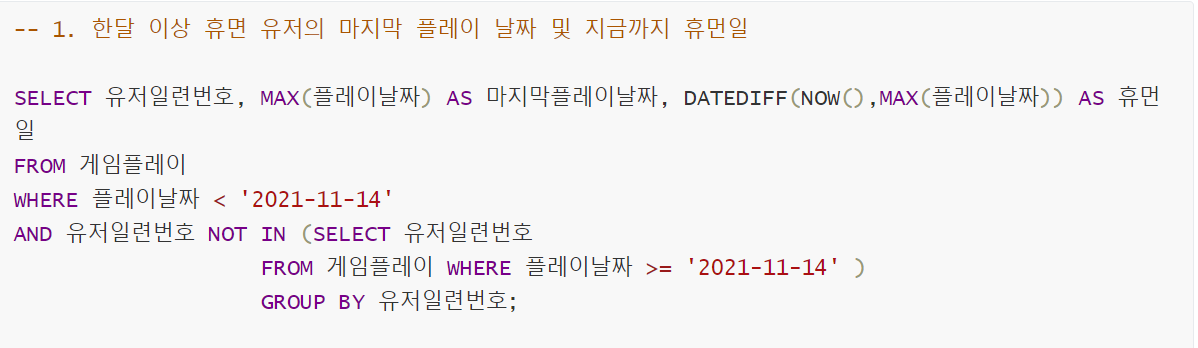 -- 1. 한달 이상 휴면 유저의 마지막 플레이 날짜 및 지금까지 휴먼일
SELECT 유저일련번호, MAX(플레이날짜) AS 마지막플레이날짜, DATEDIFF(NOW(),MAX(플레이날짜)) AS 휴먼
일
FROM 게임플레이
WHERE 플레이날짜 < '2021-11-14'
AND 유저일련번호 NOT IN (SELECT 유저일련번호
FROM 게임플레이 WHERE 플레이날짜 >= '2021-11-14' )
GROUP BY 유저일련번호;